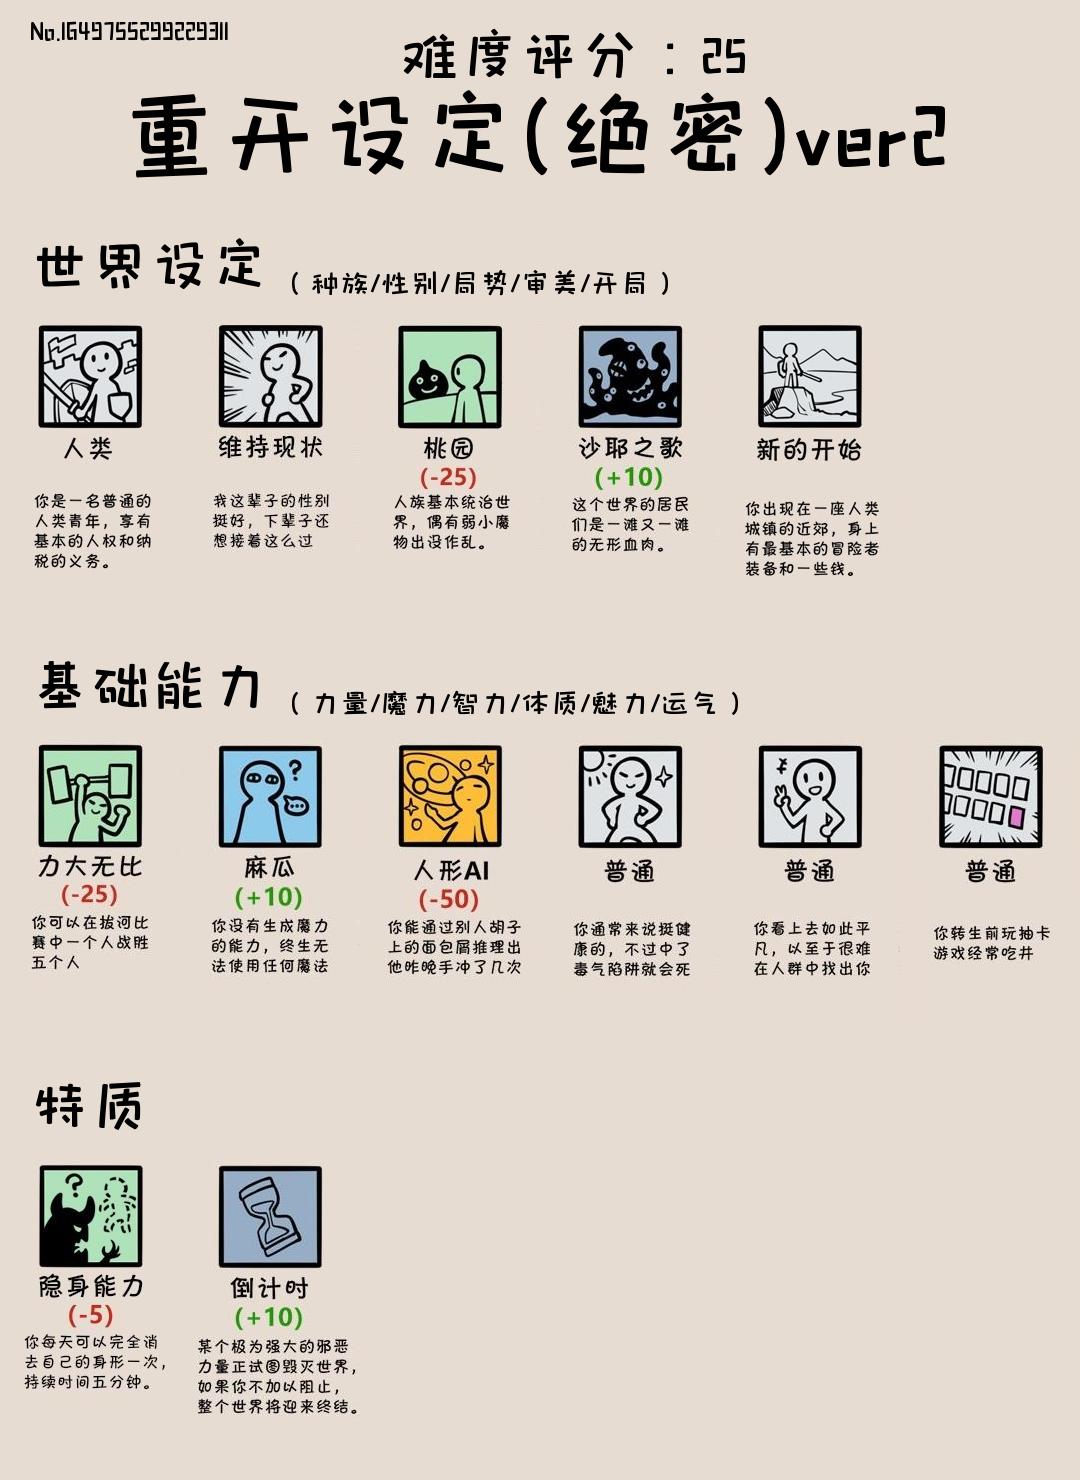 No.1649755299229311
难度评分：25
重开设定(绝密)ver2
世界设定（种族/性别/局势/审美/开局）
人类
你是一名普通的
人类青年，享有
基本的人权和纳
税的义务。
维持现状
我这辈子的性别
挺好，下辈子还
想接着这么过
桃园
(-25)
人族基本统治世
界，偶有弱小魔
物出没作乱。
沙耶之歌
(+10)
这个世界的居民
们是一滩又一滩
的无形血肉。
新的开始
你出现在一座人类
城镇的近郊，身上
有最基本的冒险者
装备和一些钱。
基础能力（力量/魔力/智力/体质/魅力/运气）
力大无比
(-25)
你可以在拔河比
赛中一个人战胜
五个人
麻瓜
(+10)
你没有生成魔力
的能力，终生无
法使用任何魔法
人形AI
(-50)
你能通过别人胡子
上的面包屑推理出
他昨晚手冲了几次
普通
你通常来说挺健
康的，不过中了
毒气陷阱就会死
普通
你看上去如此平
凡，以至于很难
在人群中找出你
普通
你转生前玩抽卡
游戏经常吃井
特质
隐身能力
(-5)
你每天可以完全消
去自己的身形一次，
持续时间五分钟。
倒计时
(+10)
某个极为强大的邪恶
力量正试图毁灭世界，
如果你不加以阻止，
整个世界将迎来终结。